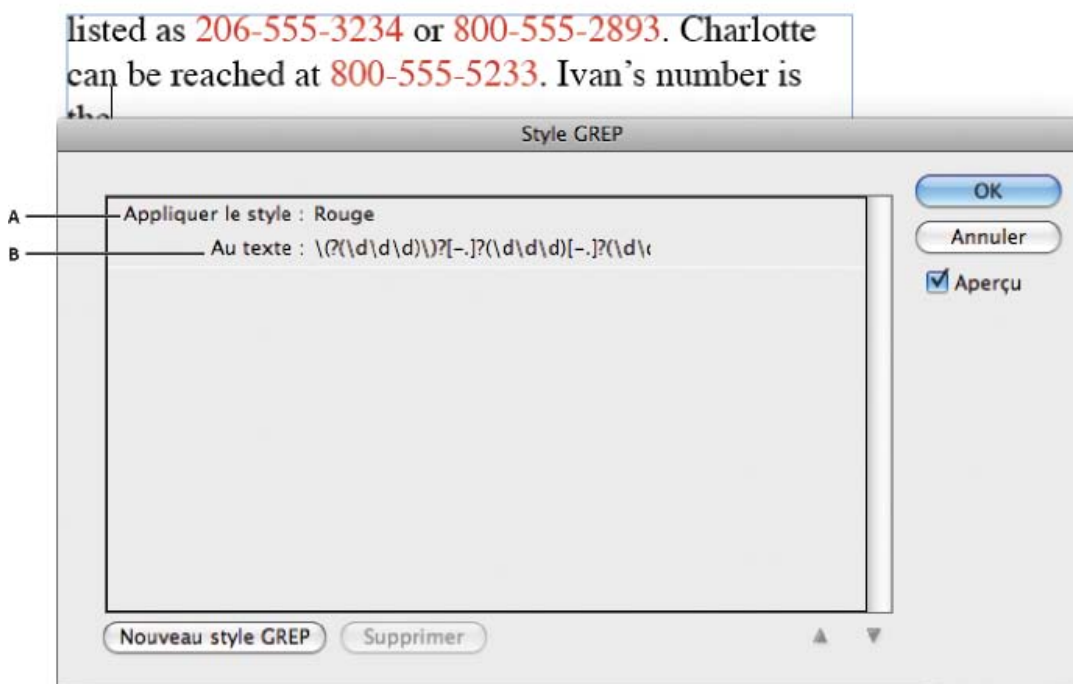 listed as 206-555-3234 or 800-555-2893. Charlotte
can be reached at 800-555-5233. Ivan's number is
the
Style GREP
A
Appliquer le style : Rouge
B
Au texte : \(?(\d\d\d)\)?[-.]?(\d\d\d)[-.]?(\d\
OK
Annuler
Aperçu
Nouveau style GREP
Supprimer